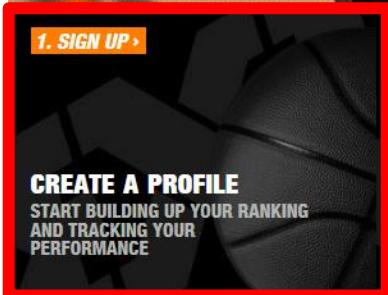 1. SIGN UP ›
CREATE A PROFILE
START BUILDING UP YOUR RANKING
AND TRACKING YOUR
PERFORMANCE